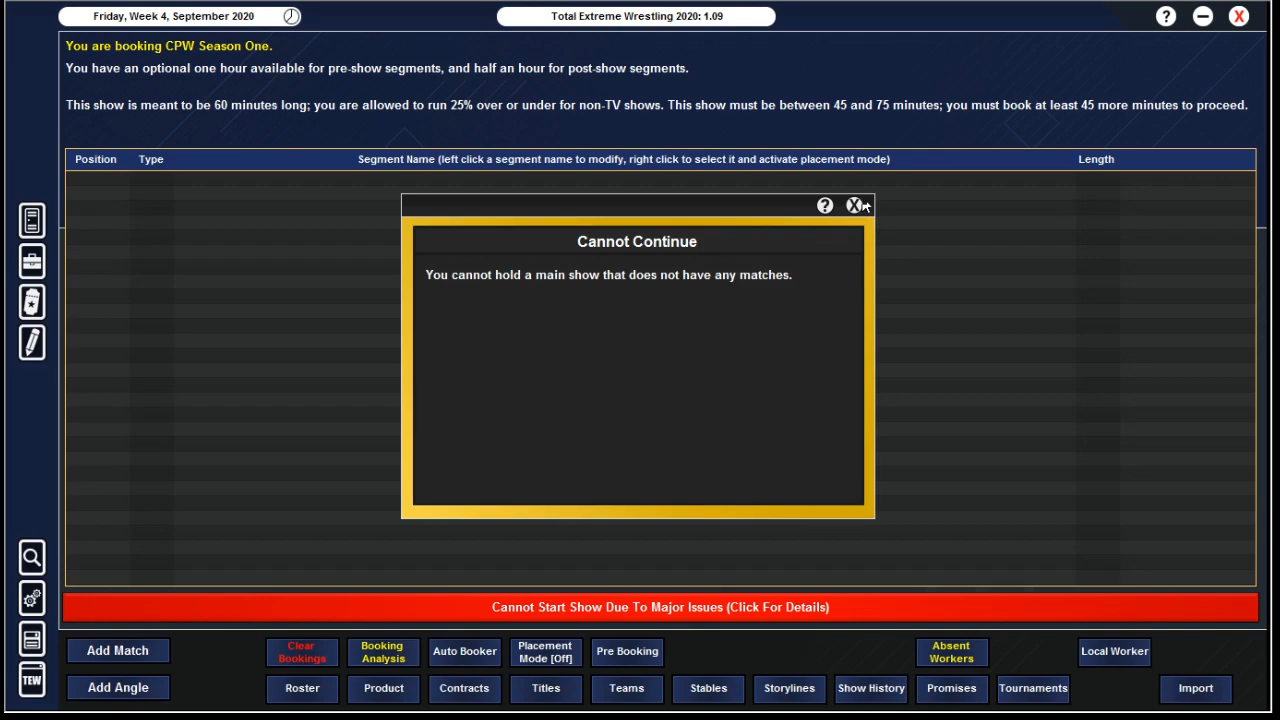 Friday, Week 4, September 2020
Total Extreme Wrestling 2020: 1.09
?
X
You are booking CPW Season One.
You have an optional one hour available for pre-show segments, and half an hour for post-show segments.
This show is meant to be 60 minutes long; you are allowed to run 25% over or under for non-TV shows. This show must be between 45 and 75 minutes; you must book at least 45 more minutes to proceed.
Position Type Segment Name (left click a segment name to modify, right click to select it and activate placement mode) Length
? X
Cannot Continue
You cannot hold a main show that does not have any matches.
Cannot Start Show Due To Major Issues (Click For Details)
Add Match
Clear
Bookings
Booking
Analysis
Auto Booker
Placement
Mode [Off]
Pre Booking
Absent
Workers
Local Worker
TEW
Add Angle
Roster
Product
Contracts
Titles
Teams
Stables
Storylines
Show History
Promises
Tournaments
Import